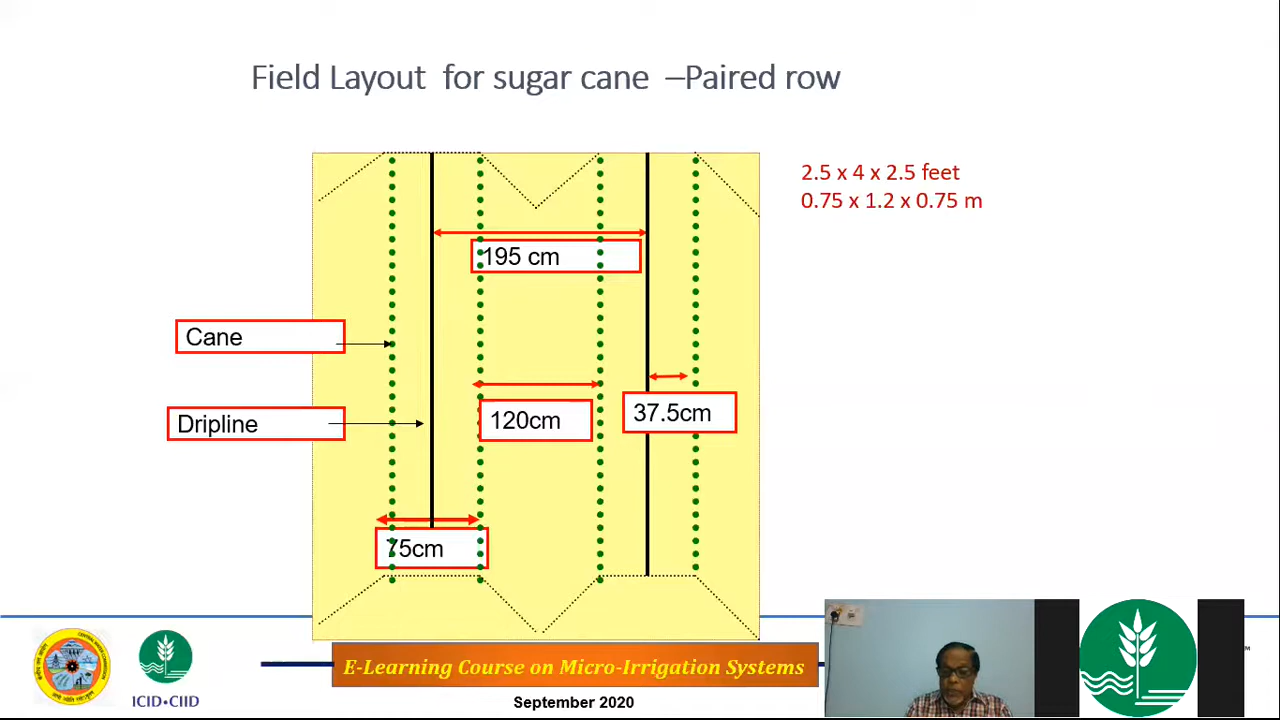 Field Layout for sugar cane –Paired row
2.5 x 4 x 2.5 feet
0.75 x 1.2 x 0.75 m
195 cm
Cane
37.5cm
Dripline
120cm
75cm
E-Learning Course on Micro-Irrigation Systems
ICID•CIID
September 2020